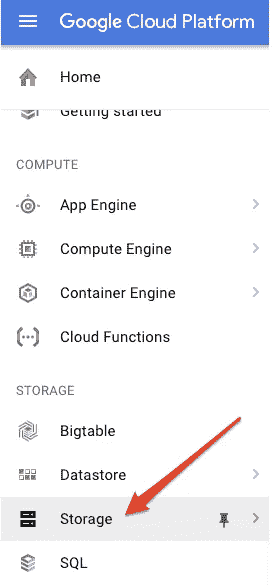 Google Cloud Platform
Home
Getting started
COMPUTE
App Engine
Compute Engine
Container Engine
Cloud Functions
STORAGE
Bigtable
Datastore
Storage
SQL